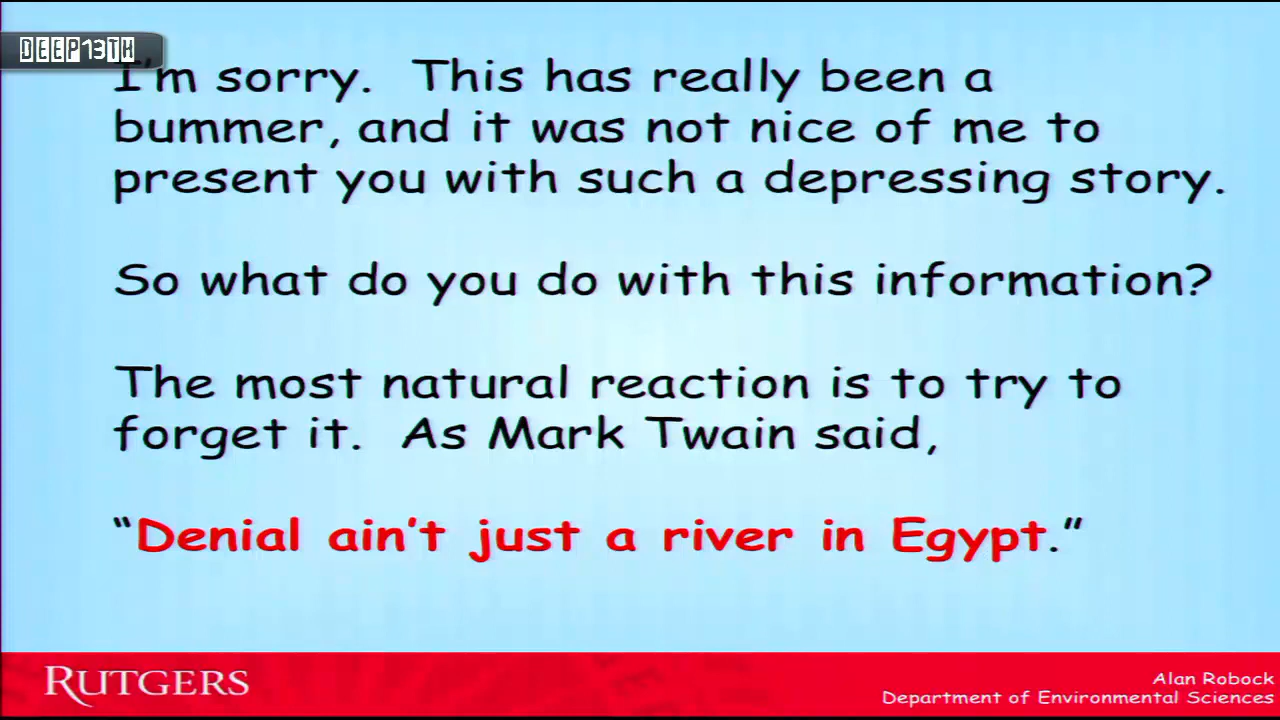 DEEP13TH
I'm sorry. This has really been a
bummer, and it was not nice of me to
present you with such a depressing story.
So what do you do with this information?
The most natural reaction is to try to
forget it. As Mark Twain said,
“Denial ain't just a river in Egypt.”
RUTGERS
Alan Robock
Department of Environmental Sciences